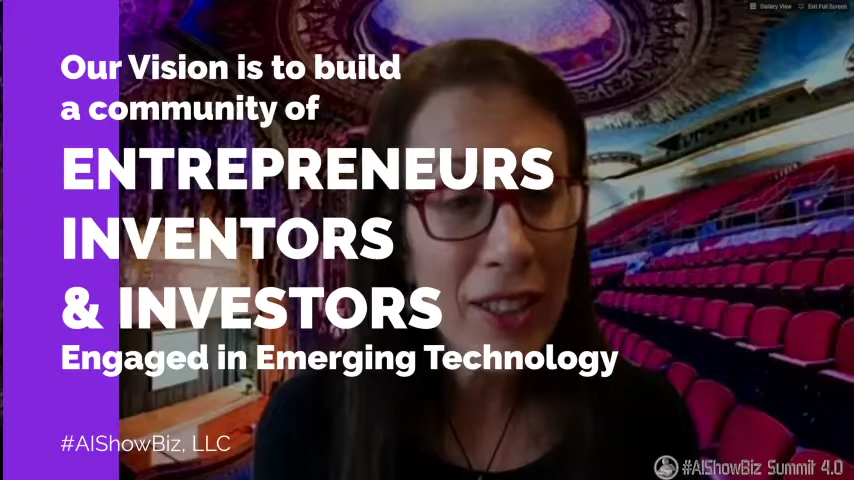 Gallery View Exit Full Screen
Our Vision is to build
a community of
ENTREPRENEURS
INVENTORS
& INVESTORS
Engaged in Emerging Technology
#AIShowBiz, LLC
#AIShowBiz Summit 4.0